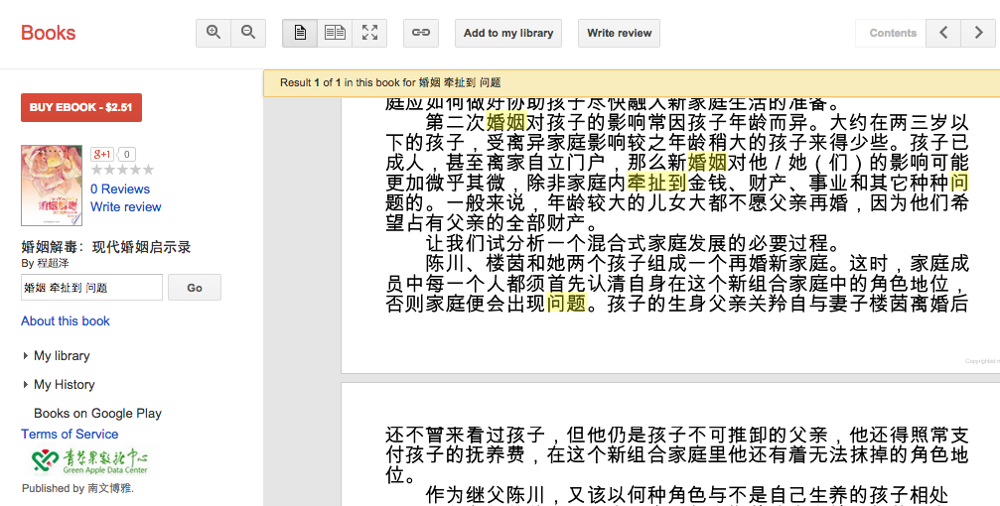 Books
Add to my library
Write review
Contents
Result 1 of 1 in this book for 婚姻 牵扯到 问题
BUY EBOOK - $2.51
g+1 0
0 Reviews
Write review
婚姻解毒：现代婚姻启示录
By 程超泽
婚姻 牵扯到 问题
Go
About this book
My library
My History
Books on Google Play
Terms of Service
青苹果数据中心
Green Apple Data Center
Published by 南文博雅.
庭应如何做好协助孩子尽快融入新家庭生活的准备。
第二次婚姻对孩子的影响常因孩子年龄而异。大约在两三岁以
下的孩子，受离异家庭影响较之年龄稍大的孩子来得少些。孩子已
成人，甚至离家自立门户，那么新婚姻对他／她（们）的影响可能
更加微乎其微，除非家庭内牵扯到金钱、财产、事业和其它种种问
题的。一般来说，年龄较大的儿女大都不愿父亲再婚，因为他们希
望占有父亲的全部财产。
让我们试分析一个混合式家庭发展的必要过程。
陈川、楼茵和她两个孩子组成一个再婚新家庭。这时，家庭成
员中每一个人都须首先认清自身在这个新组合家庭中的角色地位，
否则家庭便会出现问题。孩子的生身父亲关羚自与妻子楼茵离婚后
还不曾来看过孩子，但他仍是孩子不可推卸的父亲，他还得照常支
付孩子的抚养费，在这个新组合家庭里他还有着无法抹掉的角色地
位。
作为继父陈川，又该以何种角色与不是自己生养的孩子相处